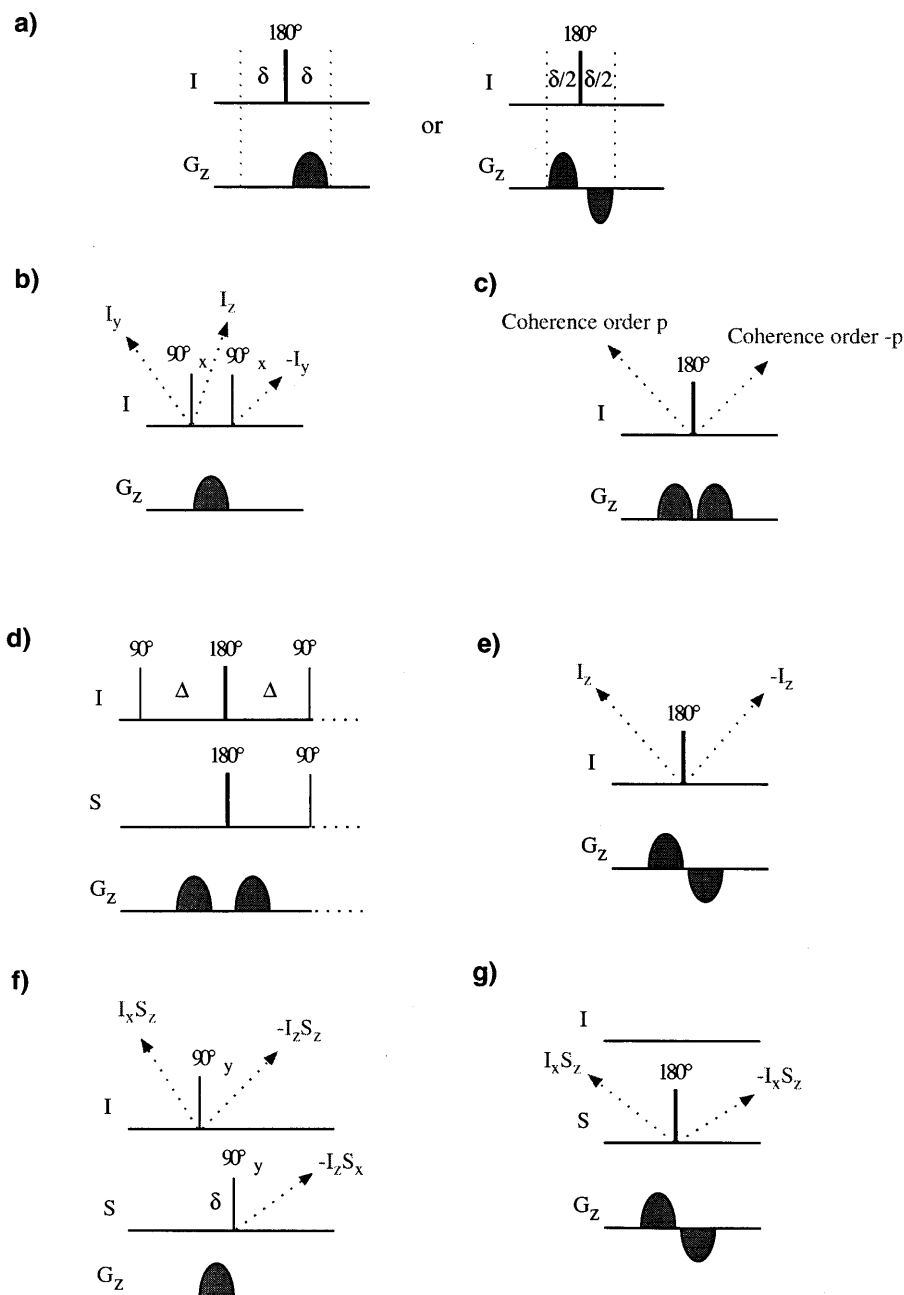 a)
180°
I δ δ
G_z
or
180°
I δ/2 δ/2
G_z
b)
I_y I_z
90° x 90° x -I_y
I
G_z
c)
Coherence order p
Coherence order -p
180°
I
G_z
d)
90° 180° 90°
I Δ Δ
180° 90°
S
G_z
e)
I_z -I_z
180°
I
G_z
f)
I_xS_z -I_zS_z
90° y
I
90° y -I_zS_x
S δ
G_z
g)
I
I_xS_z 180° -I_xS_z
S
G_z